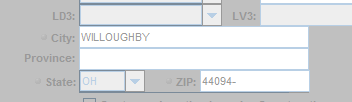 LD3: LV3:
City: WILLOUGHBY
Province:
State: OH ZIP: 44094-